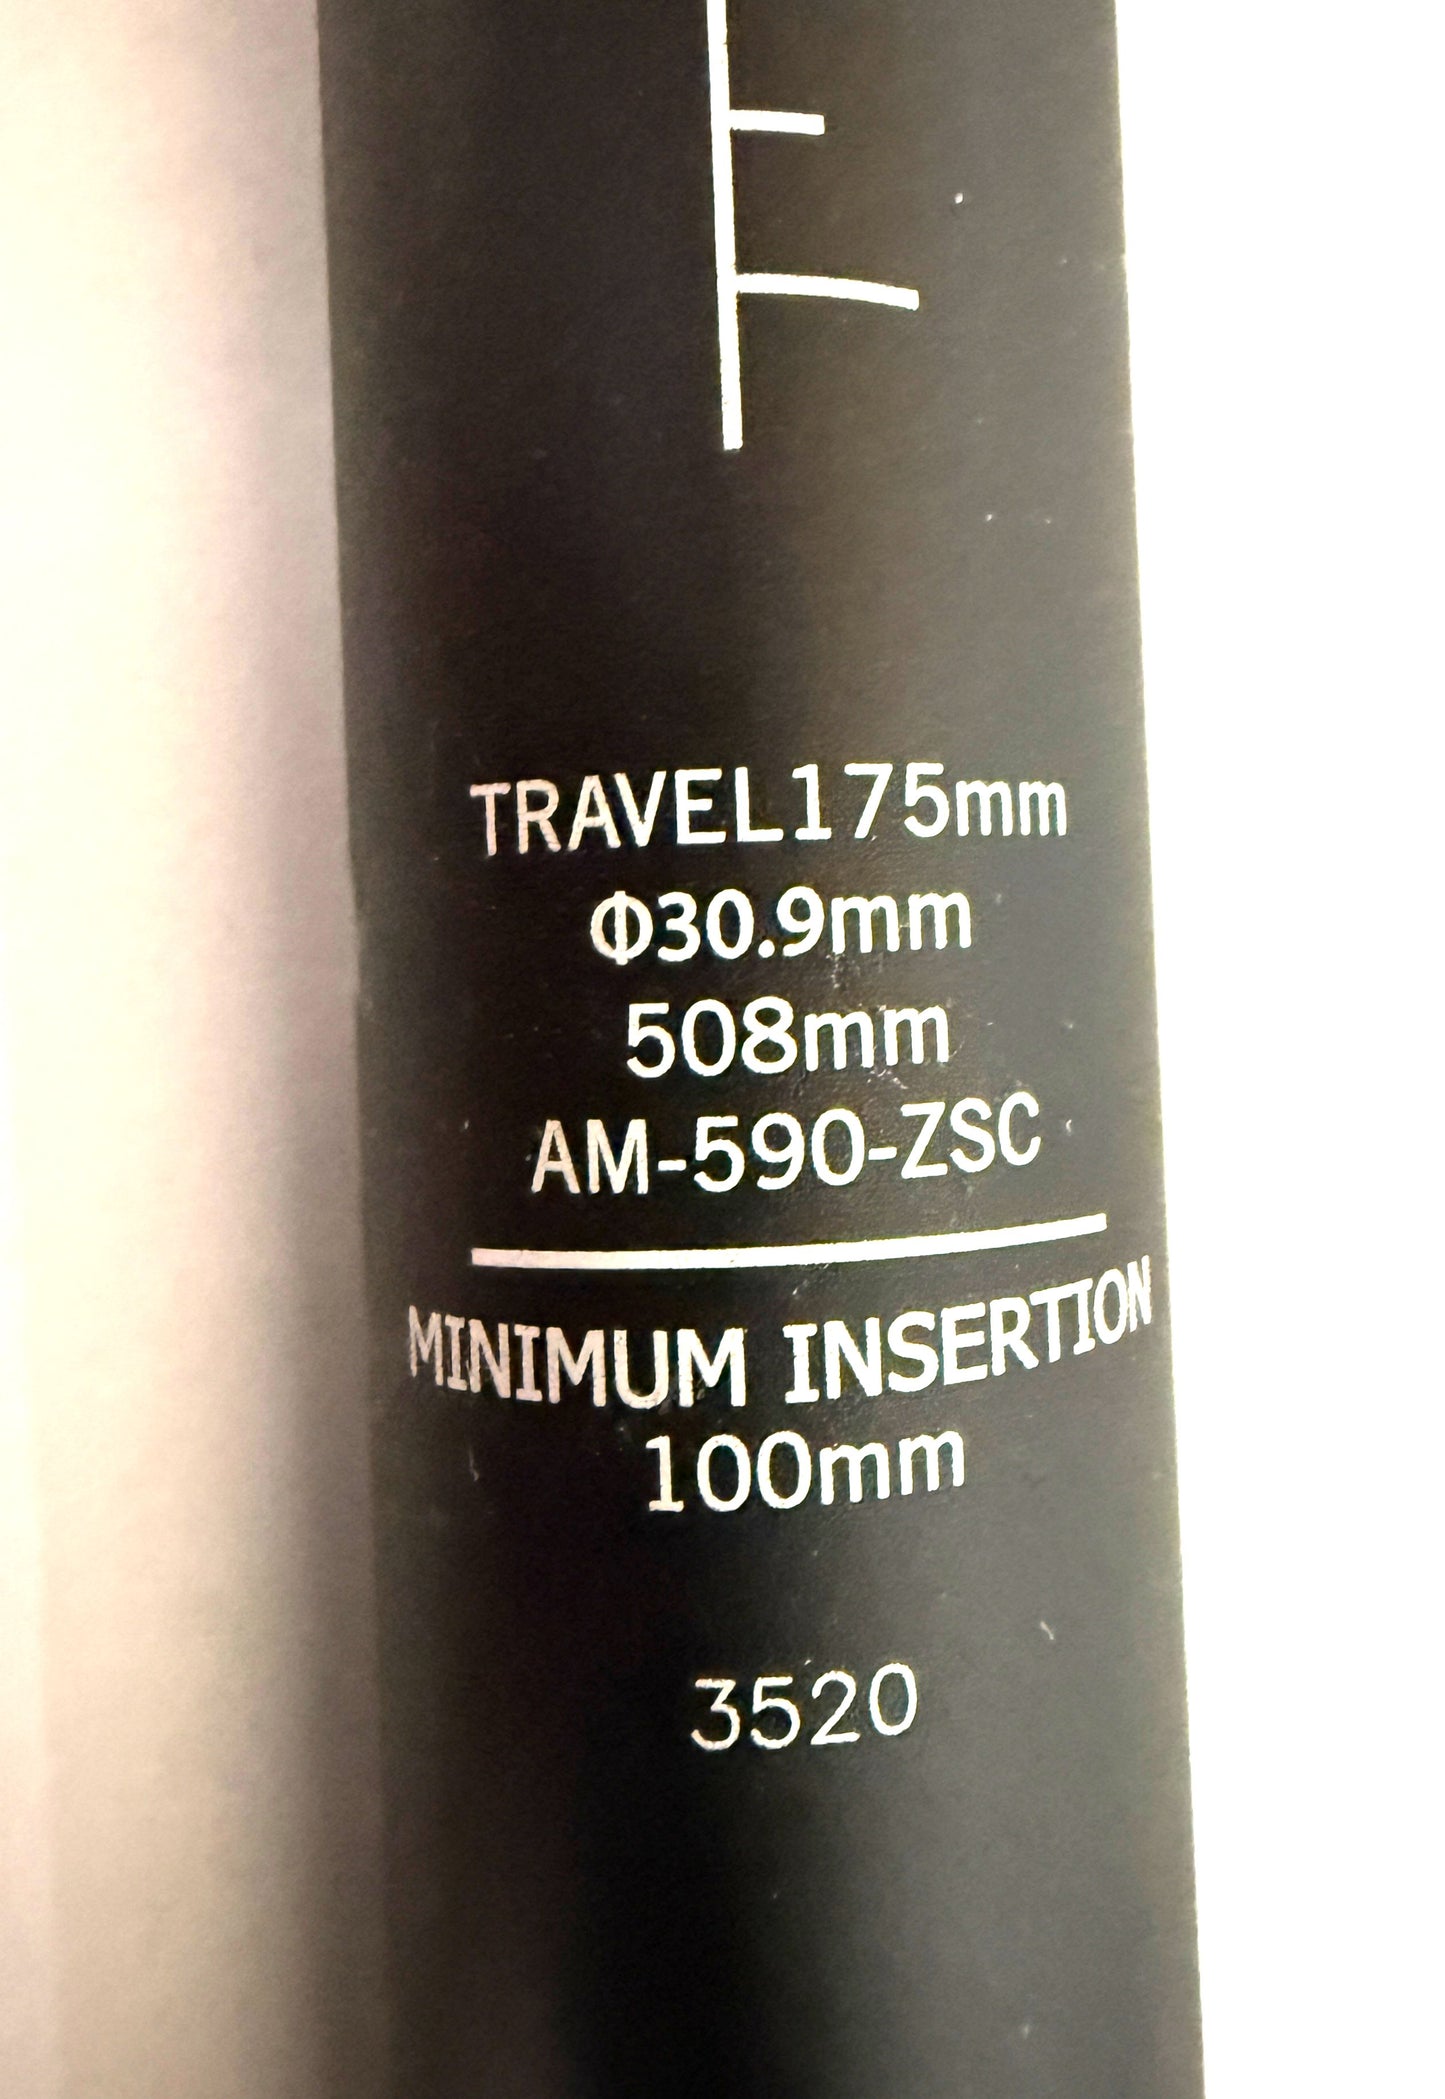 TRAVEL175mm
Φ30.9mm
508mm
AM-590-ZSC
MINIMUM INSERTION
100mm
3520